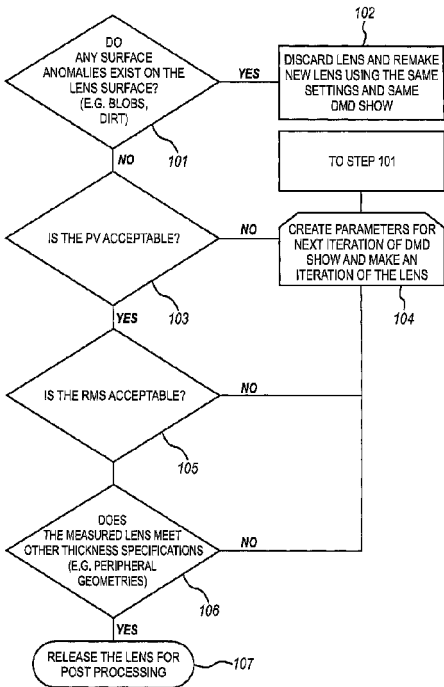 DO
ANY SURFACE
ANOMALIES EXIST ON THE
LENS SURFACE?
(E.G. BLOBS,
DIRT)
101
YES
102
DISCARD LENS AND REMAKE
NEW LENS USING THE SAME
SETTINGS AND SAME
DMD SHOW
NO
TO STEP 101
IS THE PV ACCEPTABLE?
103
NO
CREATE PARAMETERS FOR
NEXT ITERATION OF DMD
SHOW AND MAKE AN
ITERATION OF THE LENS
104
YES
IS THE RMS ACCEPTABLE?
105
NO
DOES
THE MEASURED LENS MEET
OTHER THICKNESS SPECIFICATIONS
(E.G. PERIPHERAL
GEOMETRIES)
106
NO
YES
RELEASE THE LENS FOR
POST PROCESSING
107